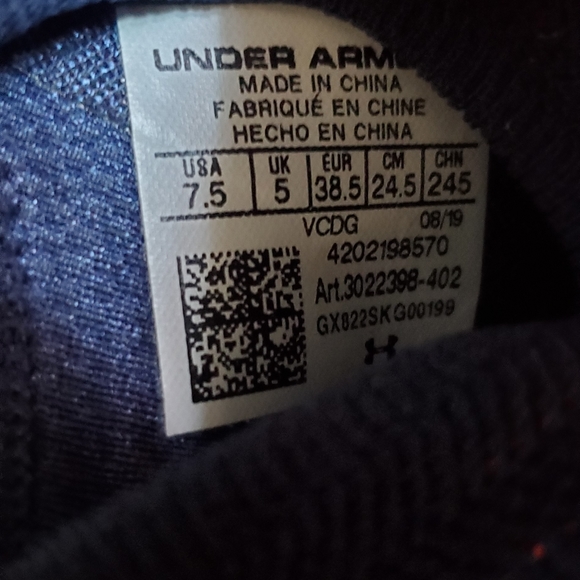 UNDER ARM
MADE IN CHINA
FABRIQUÉ EN CHINE
HECHO EN CHINA
USA UK EUR CM CHN
7.5 5 38.5 24.5 245
VCDG 08/19
4202198570
Art.3022398-402
GX822SKG00199